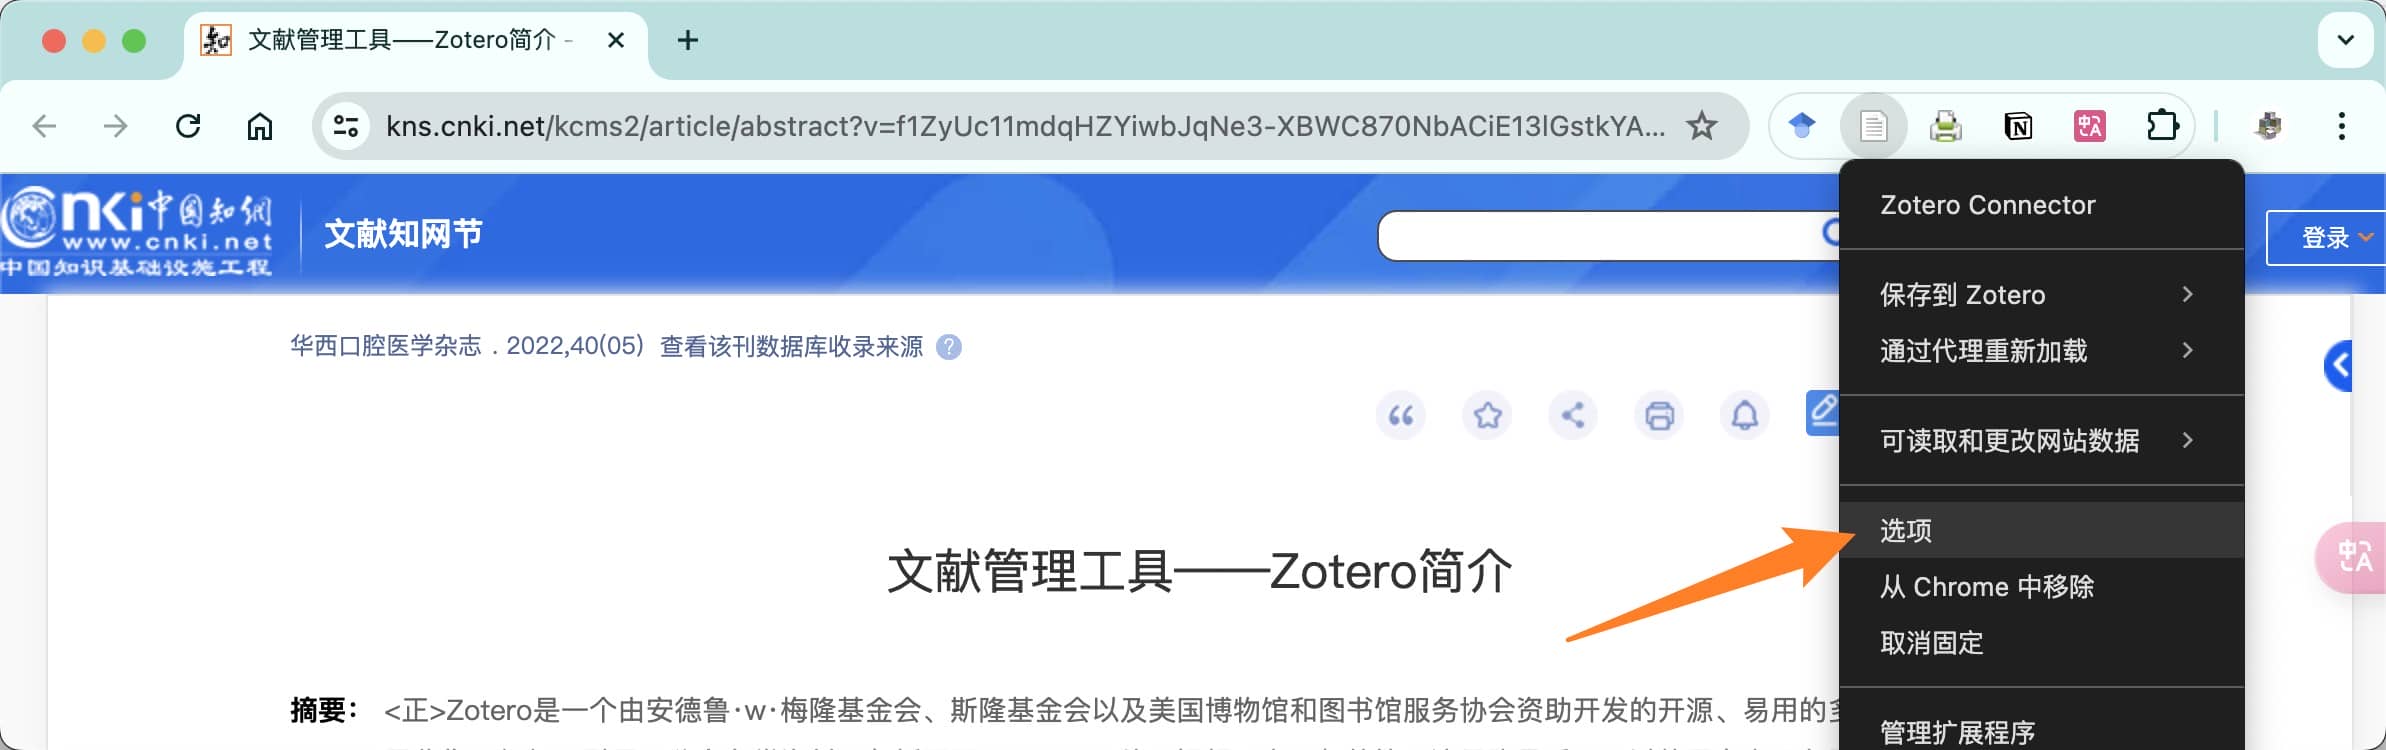 文献管理工具——Zotero简介 -
kns.cnki.net/kcms2/article/abstract?v=f1ZyUc11mdqHZYiwbJqNe3-XBWC870NbACiE13lGstkYA...
cnki 中国知网
www.cnki.net
中国知识基础设施工程
文献知网节
登录
Zotero Connector
保存到 Zotero
通过代理重新加载
可读取和更改网站数据
选项
从 Chrome 中移除
取消固定
管理扩展程序
华西口腔医学杂志 . 2022,40(05) 查看该刊数据库收录来源 ?
文献管理工具——Zotero简介
摘要: <正>Zotero是一个由安德鲁·w·梅隆基金会、斯隆基金会以及美国博物馆和图书馆服务协会资助开发的开源、易用的